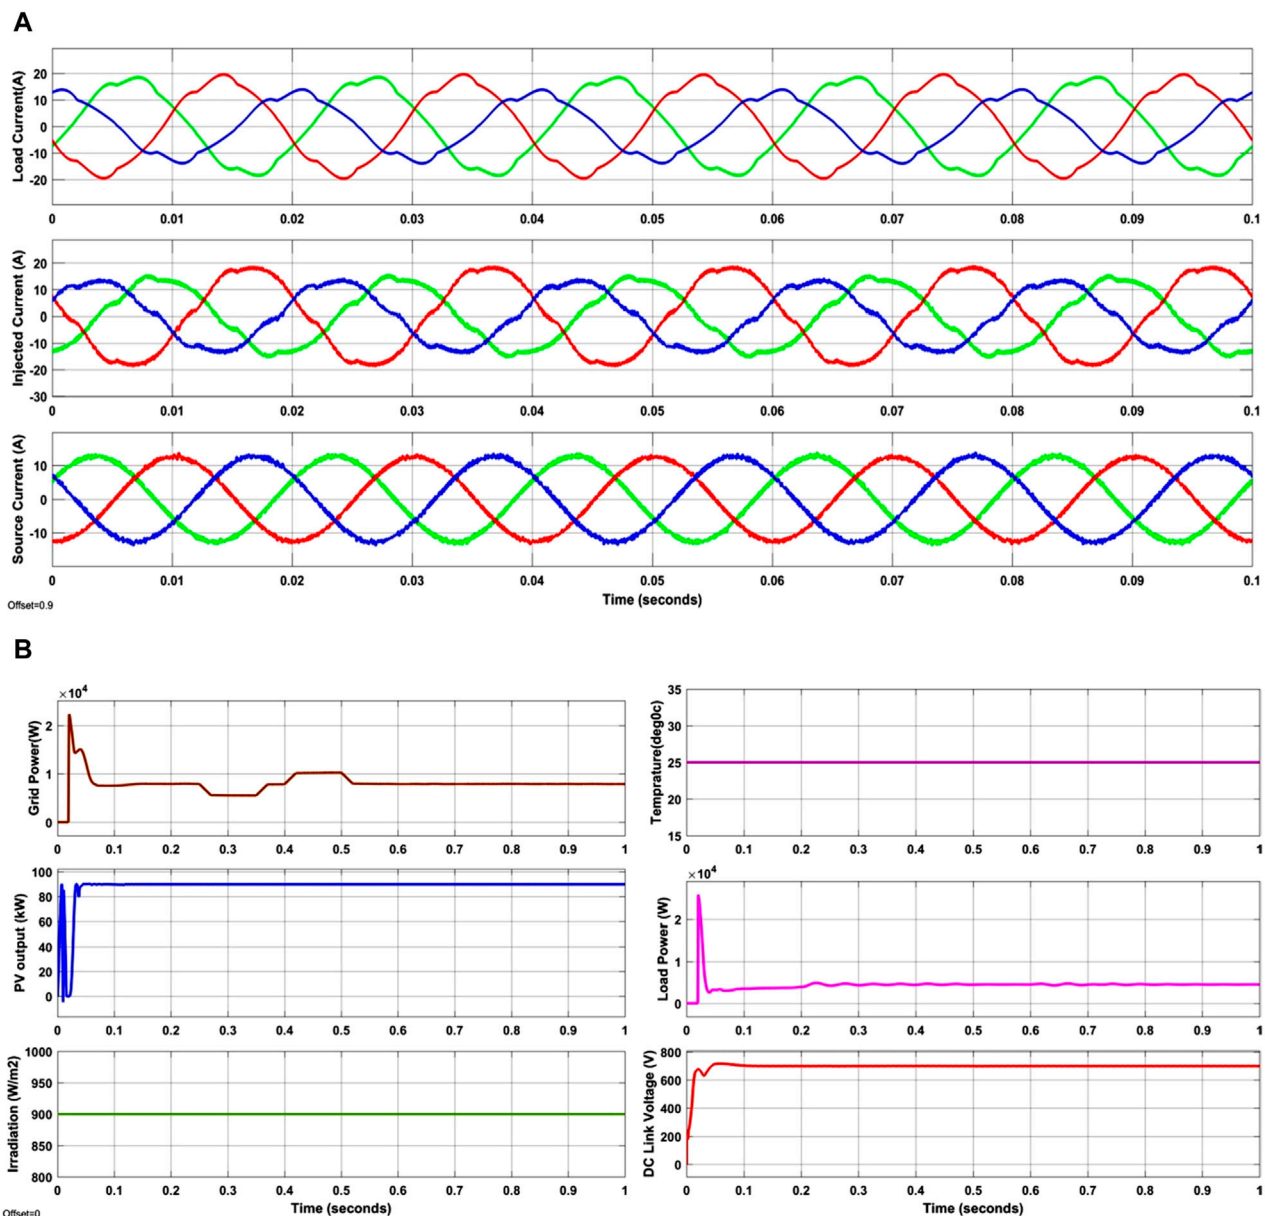 A
Load Current(A)
20
10
0
-10
-20
0 0.01 0.02 0.03 0.04 0.05 0.06 0.07 0.08 0.09 0.1
Injected Current (A)
20
10
0
-10
-20
-30
0 0.01 0.02 0.03 0.04 0.05 0.06 0.07 0.08 0.09 0.1
Source Current (A)
10
0
-10
0 0.01 0.02 0.03 0.04 0.05 0.06 0.07 0.08 0.09 0.1
Time (seconds)
Offset=0.9
B
×10⁴
Grid Power(W)
2
1
0
0 0.1 0.2 0.3 0.4 0.5 0.6 0.7 0.8 0.9 1
Temprature(deg0c)
35
30
25
20
15
0 0.1 0.2 0.3 0.4 0.5 0.6 0.7 0.8 0.9 1
PV output (kW)
100
80
60
40
20
0
0 0.1 0.2 0.3 0.4 0.5 0.6 0.7 0.8 0.9 1
×10⁴
Load Power (W)
2
1
0
0 0.1 0.2 0.3 0.4 0.5 0.6 0.7 0.8 0.9 1
Irradiation (W/m2)
1000
950
900
850
800
0 0.1 0.2 0.3 0.4 0.5 0.6 0.7 0.8 0.9 1
Time (seconds)
Offset=0
DC Link Voltage (V)
800
600
400
200
0
0 0.1 0.2 0.3 0.4 0.5 0.6 0.7 0.8 0.9 1
Time (seconds)